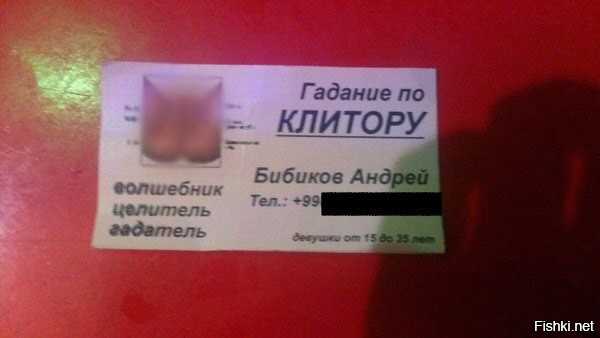 Гадание по
КЛИТОРУ
Бибиков Андрей
Тел.: +99
волшебник
целитель
гадатель
девушки от 15 до 35 лет
Fishki.net